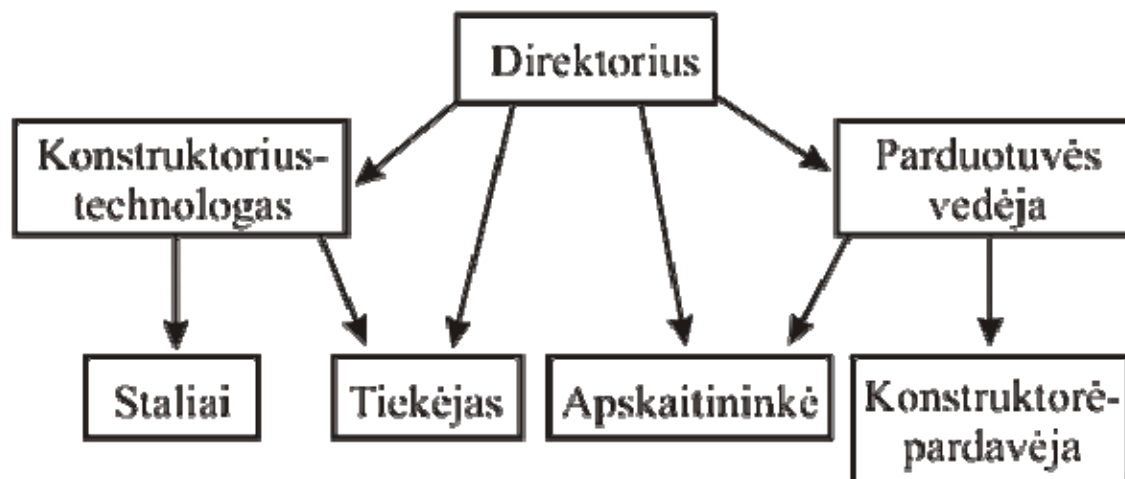 Direktorius
Konstruktorius-
technologas
Parduotuvės
vedėja
Staliai
Tiekėjas
Apskaitininkė
Konstruktorė-
pardavėja